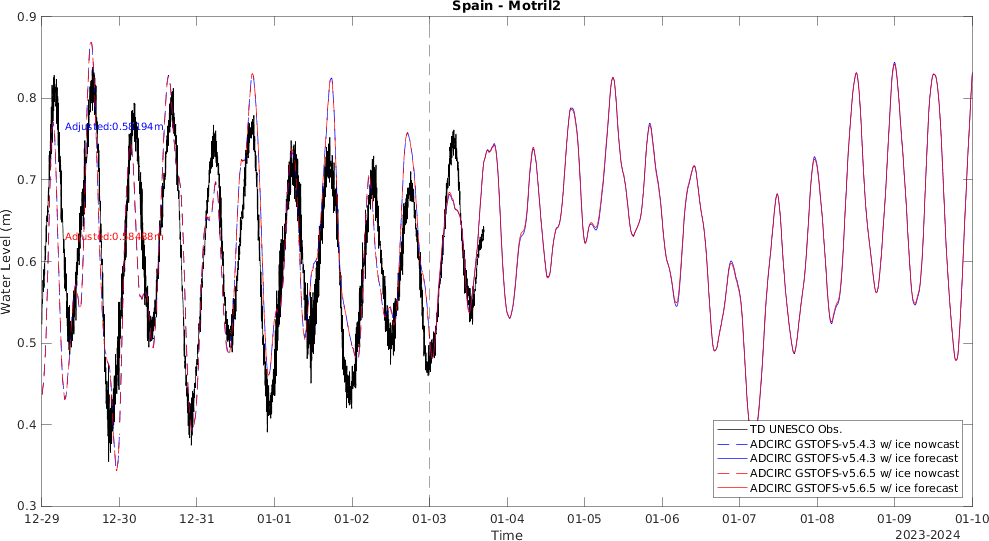 Spain - Motril2
0.9
0.8
0.7
0.6
0.5
0.4
0.3
Water Level (m)
Adjusted:0.58194m
Adjusted:0.58438m
TD UNESCO Obs.
ADCIRC GSTOFS-v5.4.3 w/ ice nowcast
ADCIRC GSTOFS-v5.4.3 w/ ice forecast
ADCIRC GSTOFS-v5.6.5 w/ ice nowcast
ADCIRC GSTOFS-v5.6.5 w/ ice forecast
12-29 12-30 12-31 01-01 01-02 01-03 01-04 01-05 01-06 01-07 01-08 01-09 01-10
Time
2023-2024